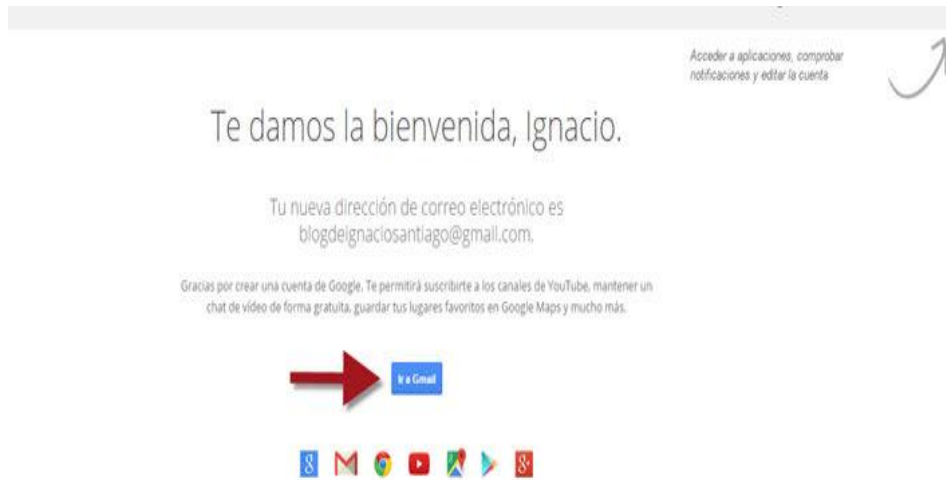 Acceder a aplicaciones, comprobar
notificaciones y editar la cuenta
Te damos la bienvenida, Ignacio.
Tu nueva dirección de correo electrónico es
blogdeignaciosantiago@gmail.com.
Gracias por crear una cuenta de Google. Te permitirá suscribirte a los canales de YouTube, mantener un
chat de vídeo de forma gratuita, guardar tus lugares favoritos en Google Maps y mucho más.
Ir a Gmail